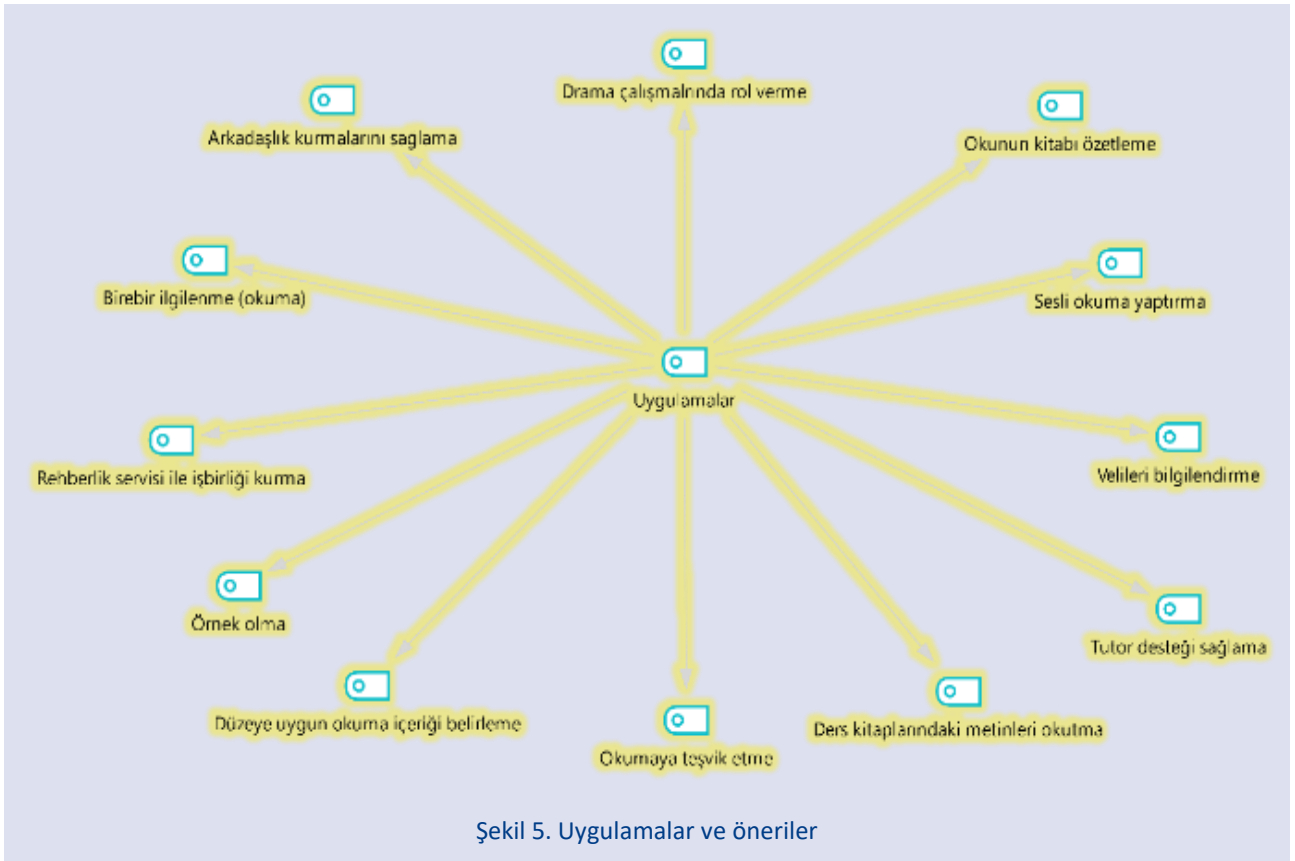 Drama çalışmalrında rol verme
Arkadaşlık kurmalarını sağlama
Okunun kitabı özetleme
Birebir ilgilenme (okuma)
Sesli okuma yaptırma
Uygulamalar
Rehberlik servisi ile işbirliği kurma
Velileri bilgilendirme
Örnek olma
Tutor desteği sağlama
Düzeye uygun okuma içeriği belirleme
Ders kitaplarındaki metinleri okutma
Okumaya teşvik etme
Şekil 5. Uygulamalar ve öneriler